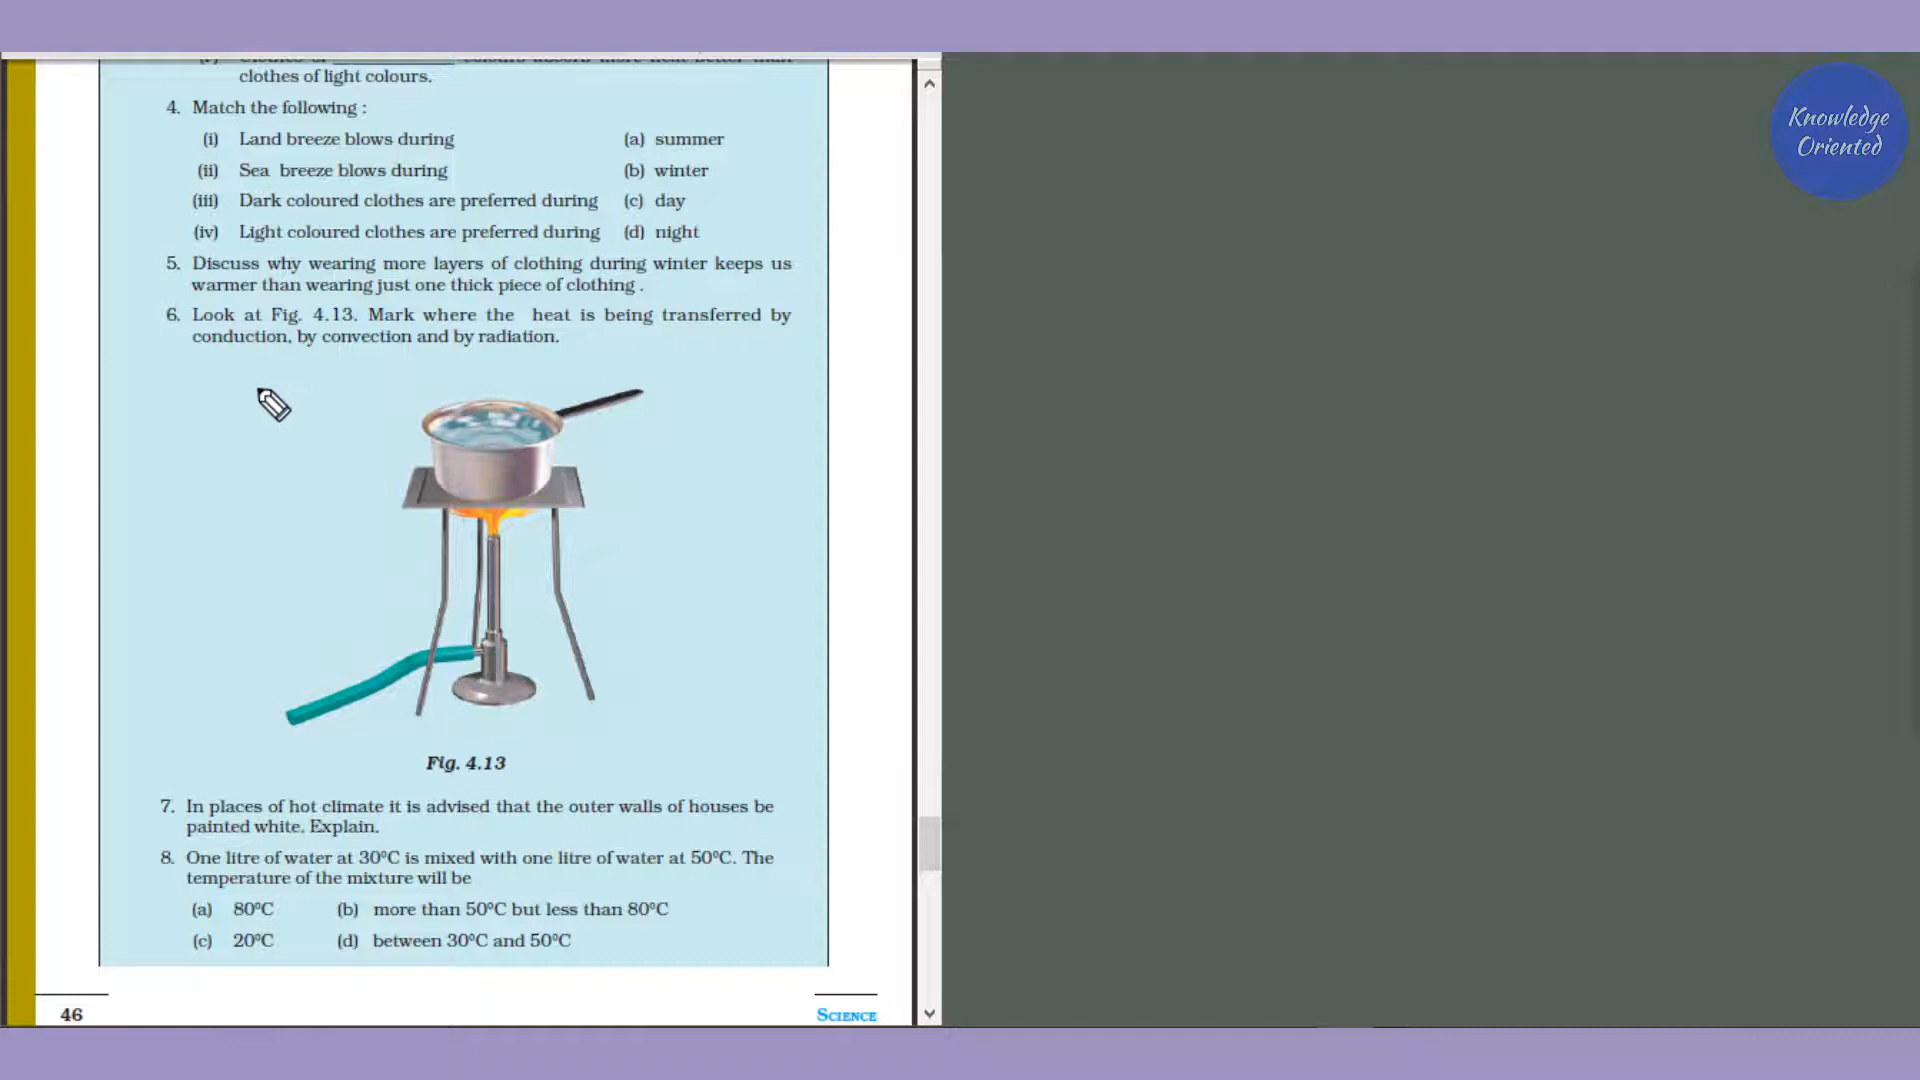 clothes of light colours.
4. Match the following :
(i) Land breeze blows during (a) summer
(ii) Sea breeze blows during (b) winter
(iii) Dark coloured clothes are preferred during (c) day
(iv) Light coloured clothes are preferred during (d) night
5. Discuss why wearing more layers of clothing during winter keeps us
warmer than wearing just one thick piece of clothing .
6. Look at Fig. 4.13. Mark where the heat is being transferred by
conduction, by convection and by radiation.
Fig. 4.13
7. In places of hot climate it is advised that the outer walls of houses be
painted white. Explain.
8. One litre of water at 30°C is mixed with one litre of water at 50°C. The
temperature of the mixture will be
(a) 80°C (b) more than 50°C but less than 80°C
(c) 20°C (d) between 30°C and 50°C
46
SCIENCE
Knowledge
Oriented